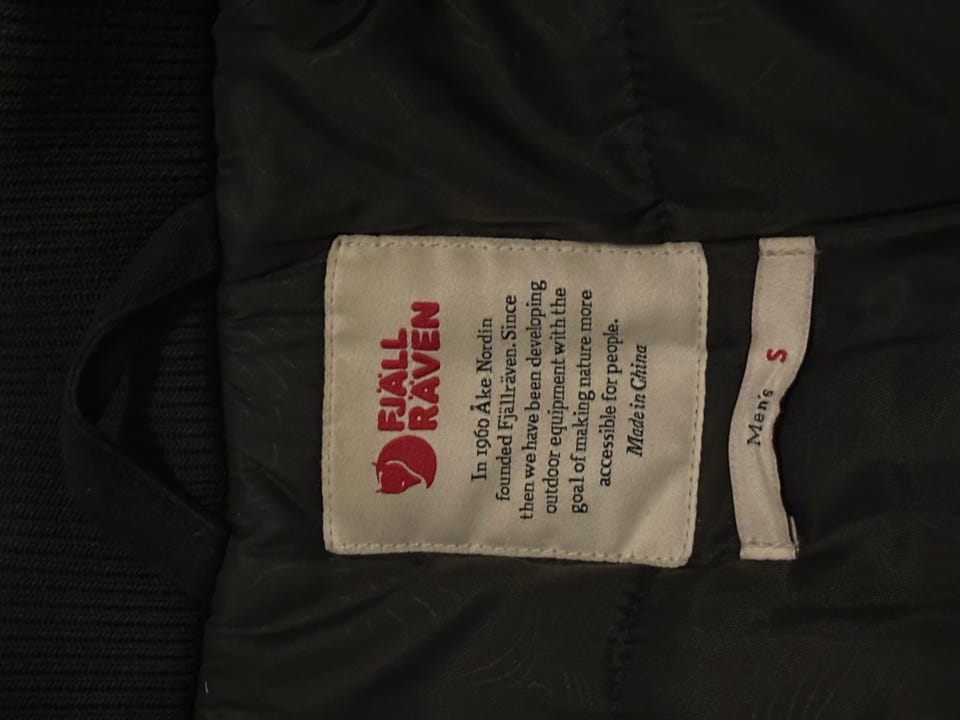 FJÄLL
RÄVEN
In 1960 Åke Nordin
founded Fjällräven. Since
then we have been developing
outdoor equipment with the
goal of making nature more
accessible for people.
Made in China
Men's S